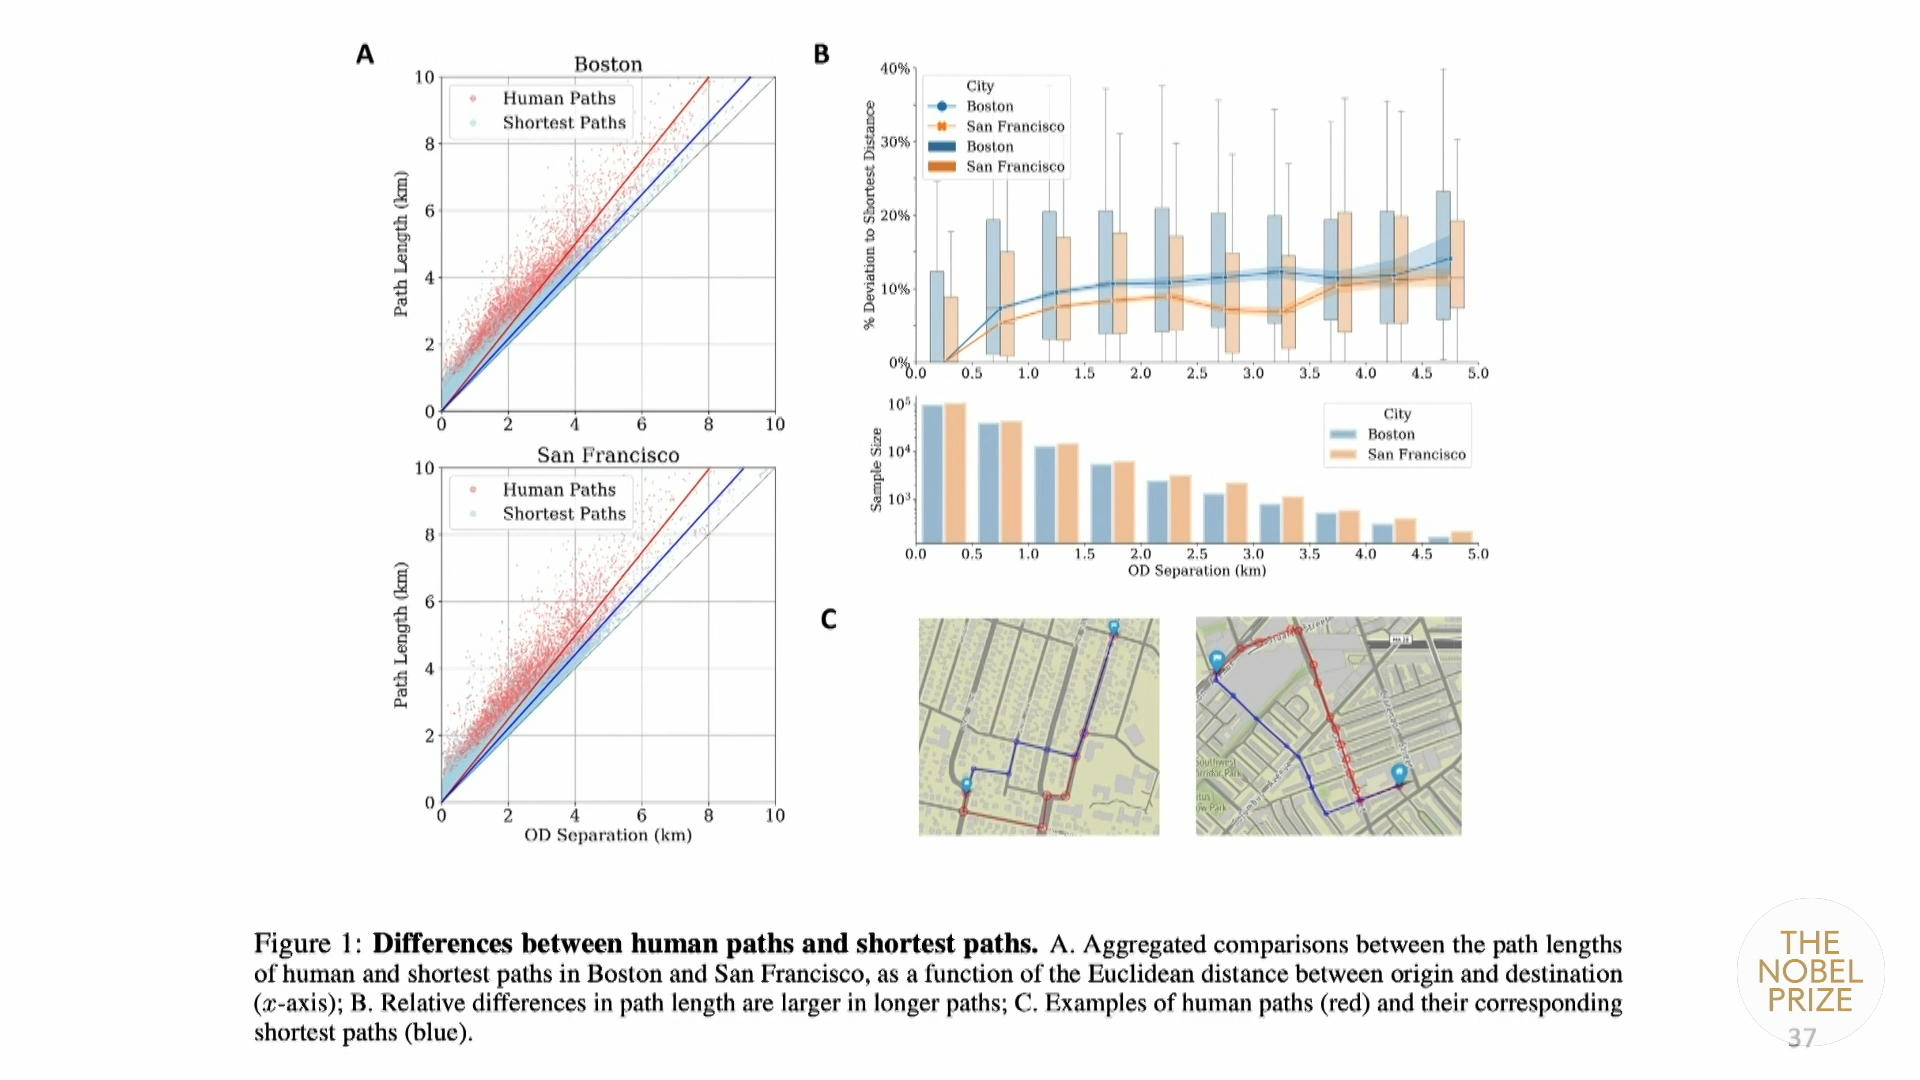 A
Boston
Human Paths
Shortest Paths
Path Length (km)
10
8
6
4
2
0
0 2 4 6 8 10
San Francisco
Human Paths
Shortest Paths
Path Length (km)
10
8
6
4
2
0
0 2 4 6 8 10
OD Separation (km)
B
% Deviation to Shortest Distance
40%
30%
20%
10%
0%
City
Boston
San Francisco
Boston
San Francisco
0.0 0.5 1.0 1.5 2.0 2.5 3.0 3.5 4.0 4.5 5.0
Sample Size
10⁵
10⁴
10³
City
Boston
San Francisco
0.0 0.5 1.0 1.5 2.0 2.5 3.0 3.5 4.0 4.5 5.0
OD Separation (km)
C
Figure 1: Differences between human paths and shortest paths. A. Aggregated comparisons between the path lengths
of human and shortest paths in Boston and San Francisco, as a function of the Euclidean distance between origin and destination
(x-axis); B. Relative differences in path length are larger in longer paths; C. Examples of human paths (red) and their corresponding
shortest paths (blue).
THE
NOBEL
PRIZE
37